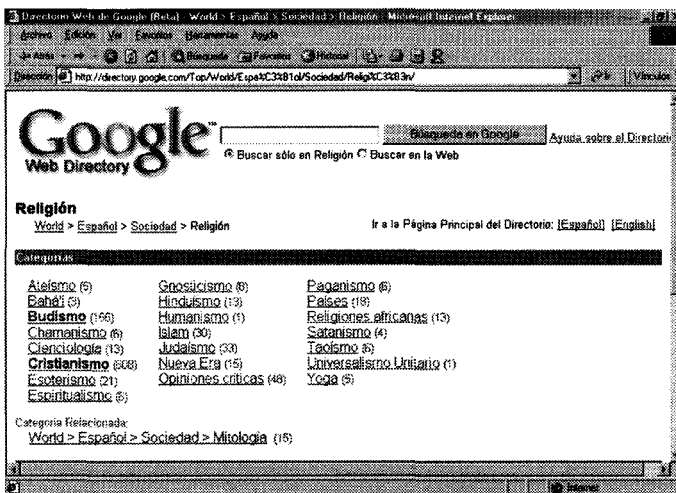 Directorio Web de Google (Beta) - World > Español > Sociedad > Religión - Microsoft Internet Explorer
Archivo Edición Ver Favoritos Herramientas Ayuda
Atrás Búsqueda Favoritos Historial
Dirección http://directory.google.com/Top/World/Espa%C3%B1ol/Sociedad/Religi%C3%B3n/ Ir Vínculos
Google™
Web Directory
Búsqueda en Google Ayuda sobre el Directorio
Buscar sólo en Religión Buscar en la Web
Religión
World > Español > Sociedad > Religión Ir a la Página Principal del Directorio: [Español] [English]
Categorías
Ateísmo (5) Gnosticismo (8) Paganismo (6)
Bahá'í (3) Hinduismo (13) Países (19)
Budismo (166) Humanismo (1) Religiones africanas (13)
Chamanismo (6) Islam (30) Satanismo (4)
Cienciología (13) Judaísmo (33) Taoísmo (6)
Cristianismo (608) Nueva Era (15) Universalismo Unitario (1)
Esoterismo (21) Opiniones críticas (48) Yoga (5)
Espiritualismo (5)
Categoría Relacionada:
World > Español > Sociedad > Mitología (15)
Internet